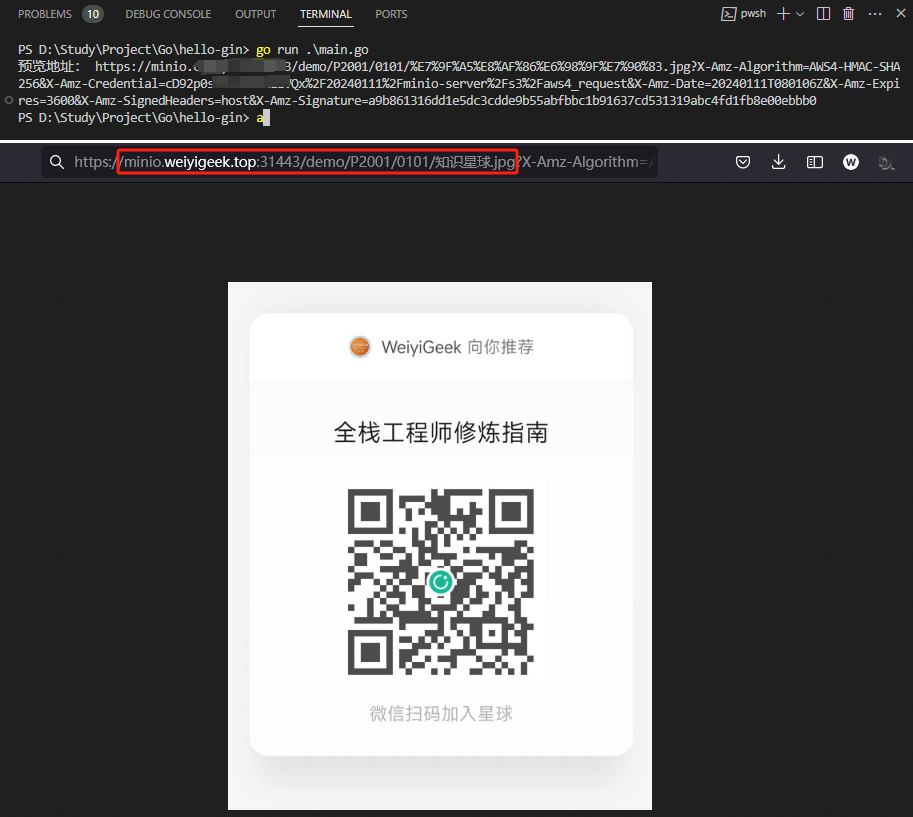 PROBLEMS 10 DEBUG CONSOLE OUTPUT TERMINAL PORTS pwsh
PS D:\Study\Project\Go\hello-gin> go run .\main.go
预览地址： https://minio. 3/demo/P2001/0101/%E7%9F%A5%E8%AF%86%E6%98%9F%E7%90%83.jpg?X-Amz-Algorithm=AWS4-HMAC-SHA
256&X-Amz-Credential=cD92p0s Qx%2F20240111%2Fminio-server%2Fs3%2Faws4_request&X-Amz-Date=20240111T080106Z&X-Amz-Expi
res=3600&X-Amz-SignedHeaders=host&X-Amz-Signature=a9b861316dd1e5dc3cdde9b55abfbbc1b91637cd531319abc4fd1fb8e00ebbb0
PS D:\Study\Project\Go\hello-gin> a
https://minio.weiyigeek.top:31443/demo/P2001/0101/知识星球.jpg?X-Amz-Algorithm=
WeiyiGeek 向你推荐
全栈工程师修炼指南
微信扫码加入星球